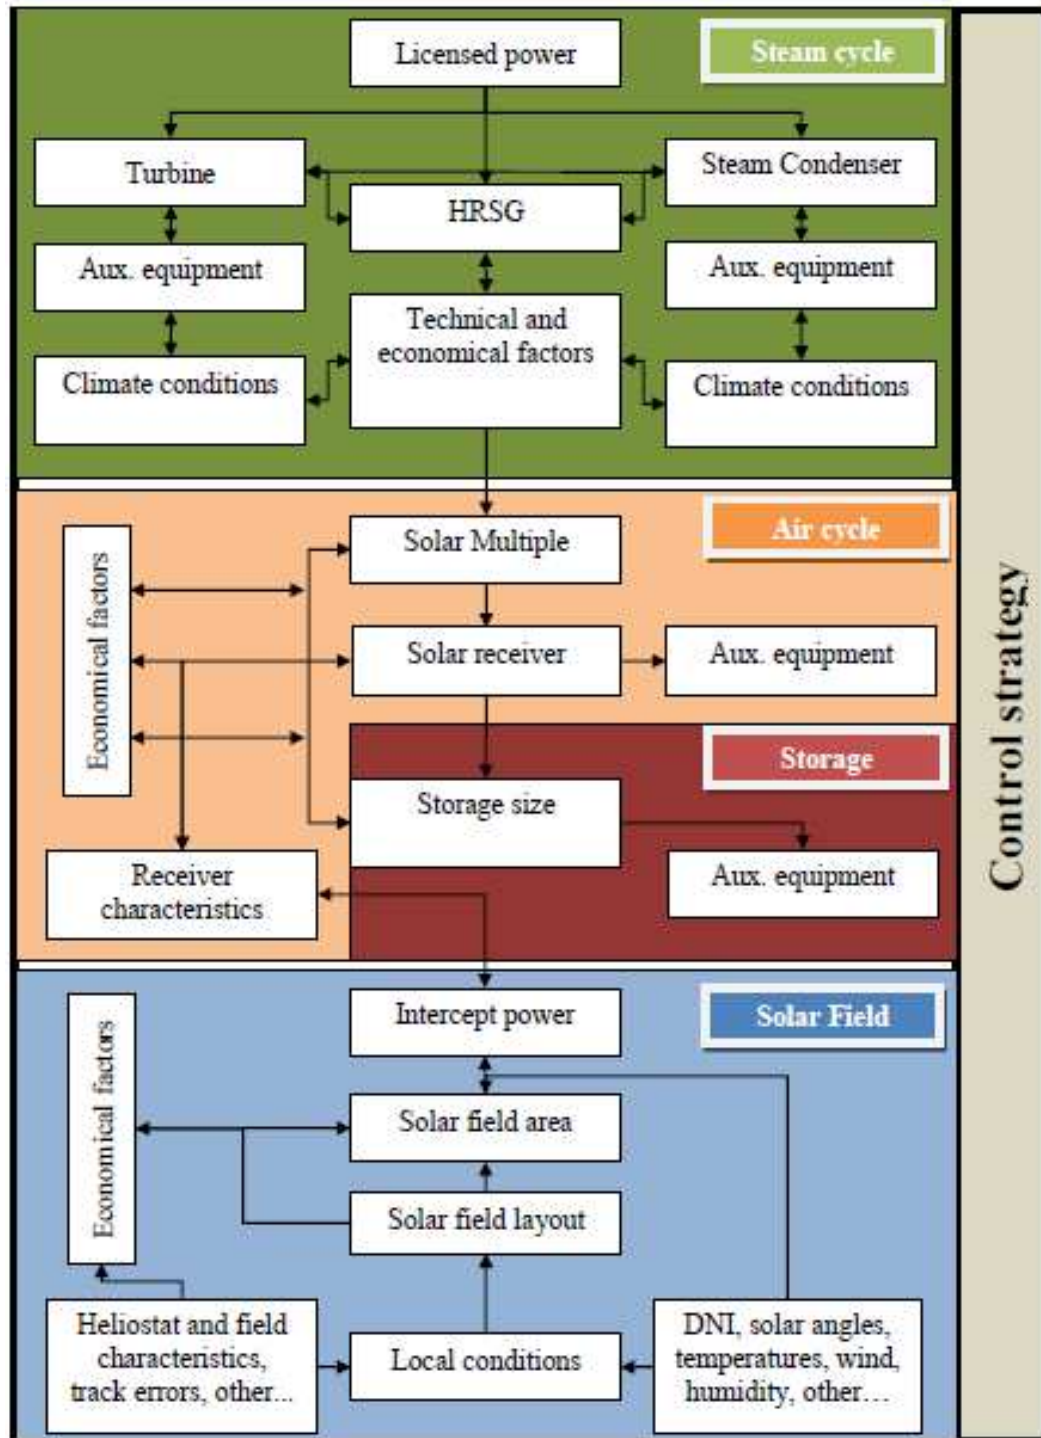 Licensed power
Steam cycle
Turbine
Steam Condenser
HRSG
Aux. equipment
Aux. equipment
Technical and
economical factors
Climate conditions
Climate conditions
Solar Multiple
Air cycle
Economical factors
Solar receiver
Aux. equipment
Storage
Storage size
Receiver
characteristics
Aux. equipment
Intercept power
Solar Field
Economical factors
Solar field area
Solar field layout
Heliostat and field
characteristics,
track errors, other...
Local conditions
DNI, solar angles,
temperatures, wind,
humidity, other…
Control strategy